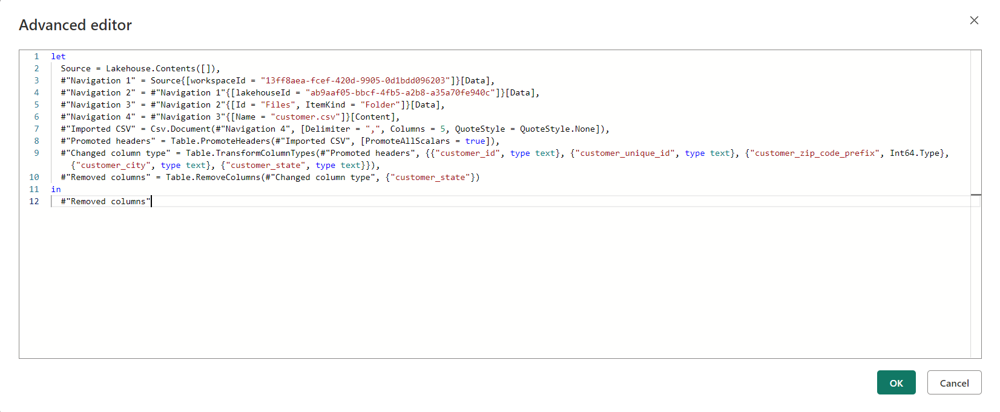 Advanced editor
1 let
2 Source = Lakehouse.Contents([]),
3 #"Navigation 1" = Source{[workspaceId = "13ff8aea-fcef-420d-9905-0d1bdd096203"]}[Data],
4 #"Navigation 2" = #"Navigation 1"{[lakehouseId = "ab9aaf05-bbcf-4fb5-a2b8-a35a70fe940c"]}[Data],
5 #"Navigation 3" = #"Navigation 2"{[Id = "Files", ItemKind = "Folder"]}[Data],
6 #"Navigation 4" = #"Navigation 3"{[Name = "customer.csv"]}[Content],
7 #"Imported CSV" = Csv.Document(#"Navigation 4", [Delimiter = ",", Columns = 5, QuoteStyle = QuoteStyle.None]),
8 #"Promoted headers" = Table.PromoteHeaders(#"Imported CSV", [PromoteAllScalars = true]),
9 #"Changed column type" = Table.TransformColumnTypes(#"Promoted headers", {{"customer_id", type text}, {"customer_unique_id", type text}, {"customer_zip_code_prefix", Int64.Type},
{"customer_city", type text}, {"customer_state", type text}}),
10 #"Removed columns" = Table.RemoveColumns(#"Changed column type", {"customer_state"})
11 in
12 #"Removed columns"
OK
Cancel